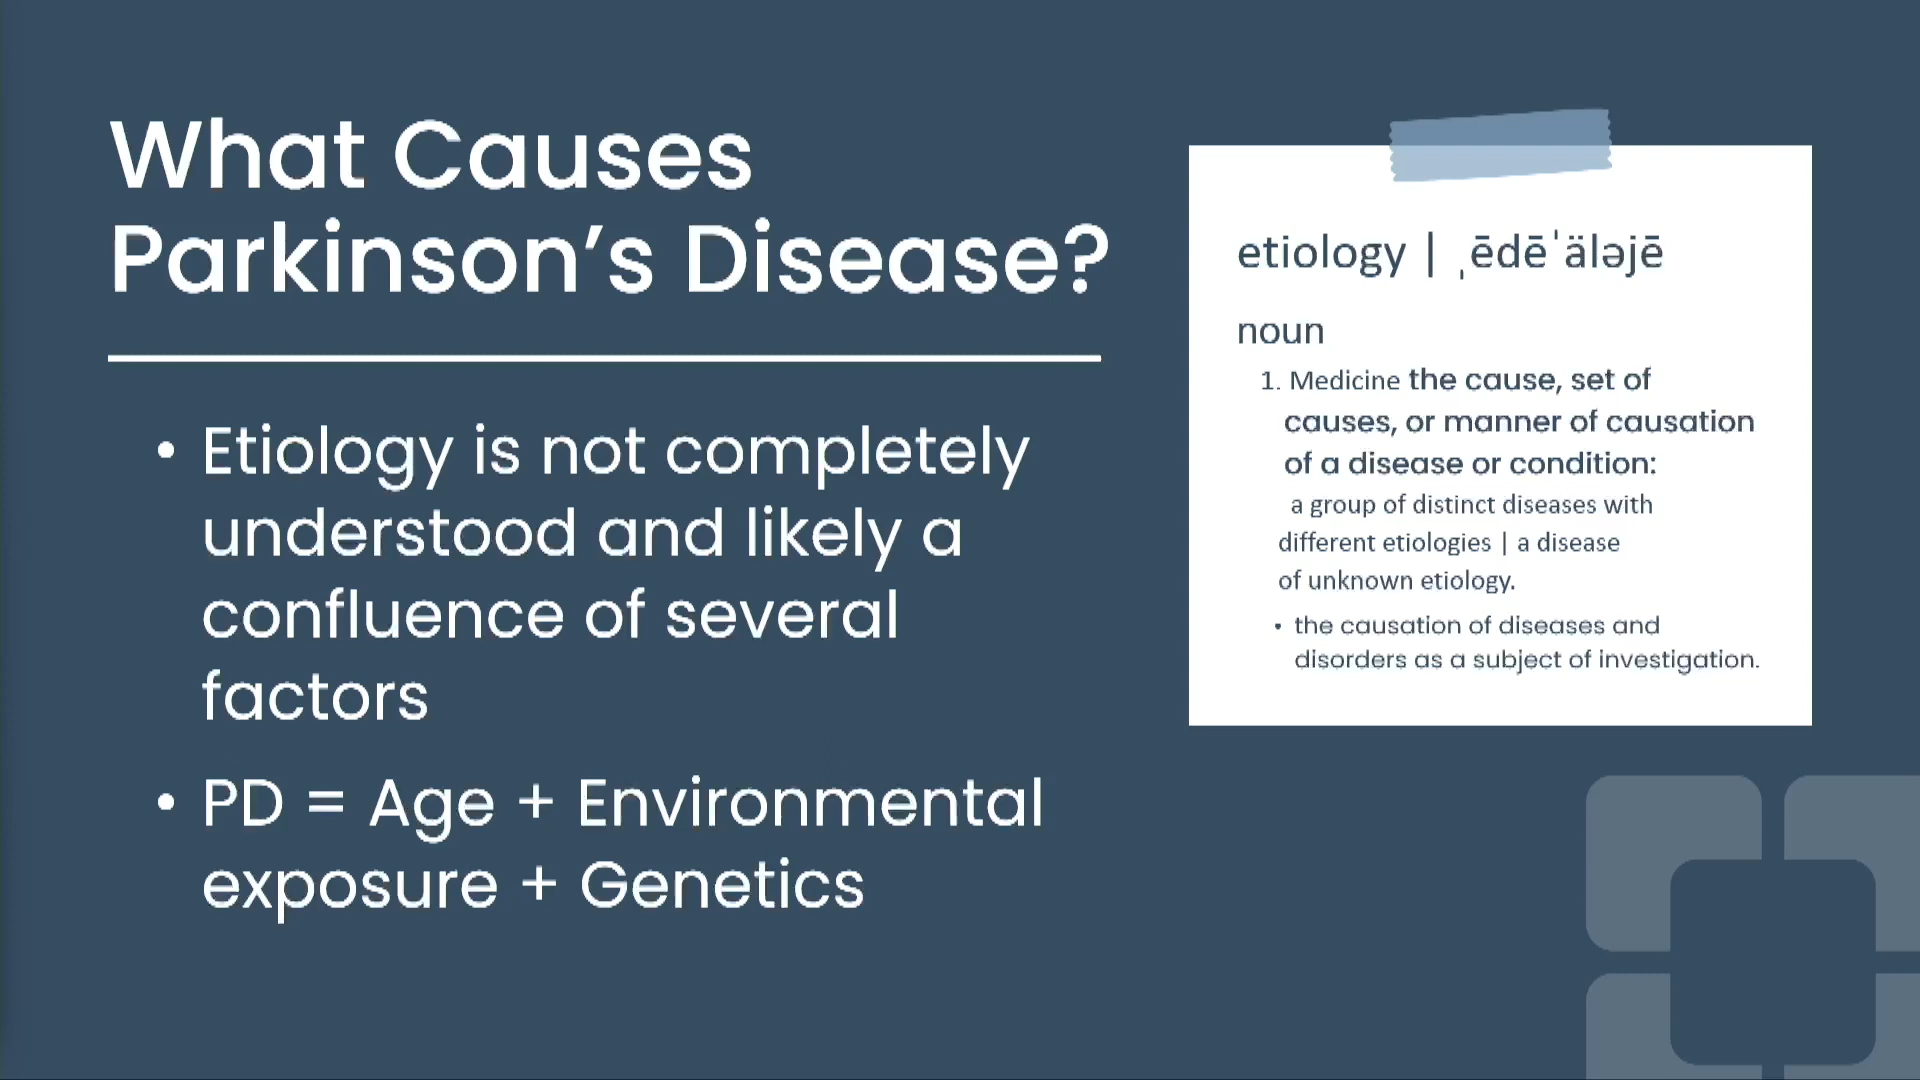 What Causes
Parkinson’s Disease?
• Etiology is not completely
understood and likely a
confluence of several
factors
• PD = Age + Environmental
exposure + Genetics
etiology | ˌēdēˈäləjē
noun
1. Medicine the cause, set of
causes, or manner of causation
of a disease or condition:
a group of distinct diseases with
different etiologies | a disease
of unknown etiology.
• the causation of diseases and
disorders as a subject of investigation.